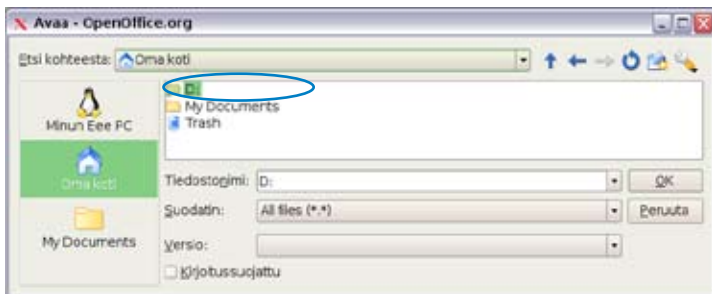 Avaa - OpenOffice.org
Etsi kohteesta: Oma koti
D:
My Documents
Trash
Minun Eee PC
Oma koti
My Documents
Tiedostonimi: D: OK
Suodatin: All files (*.*) Peruuta
Versio:
Kirjotussuojattu